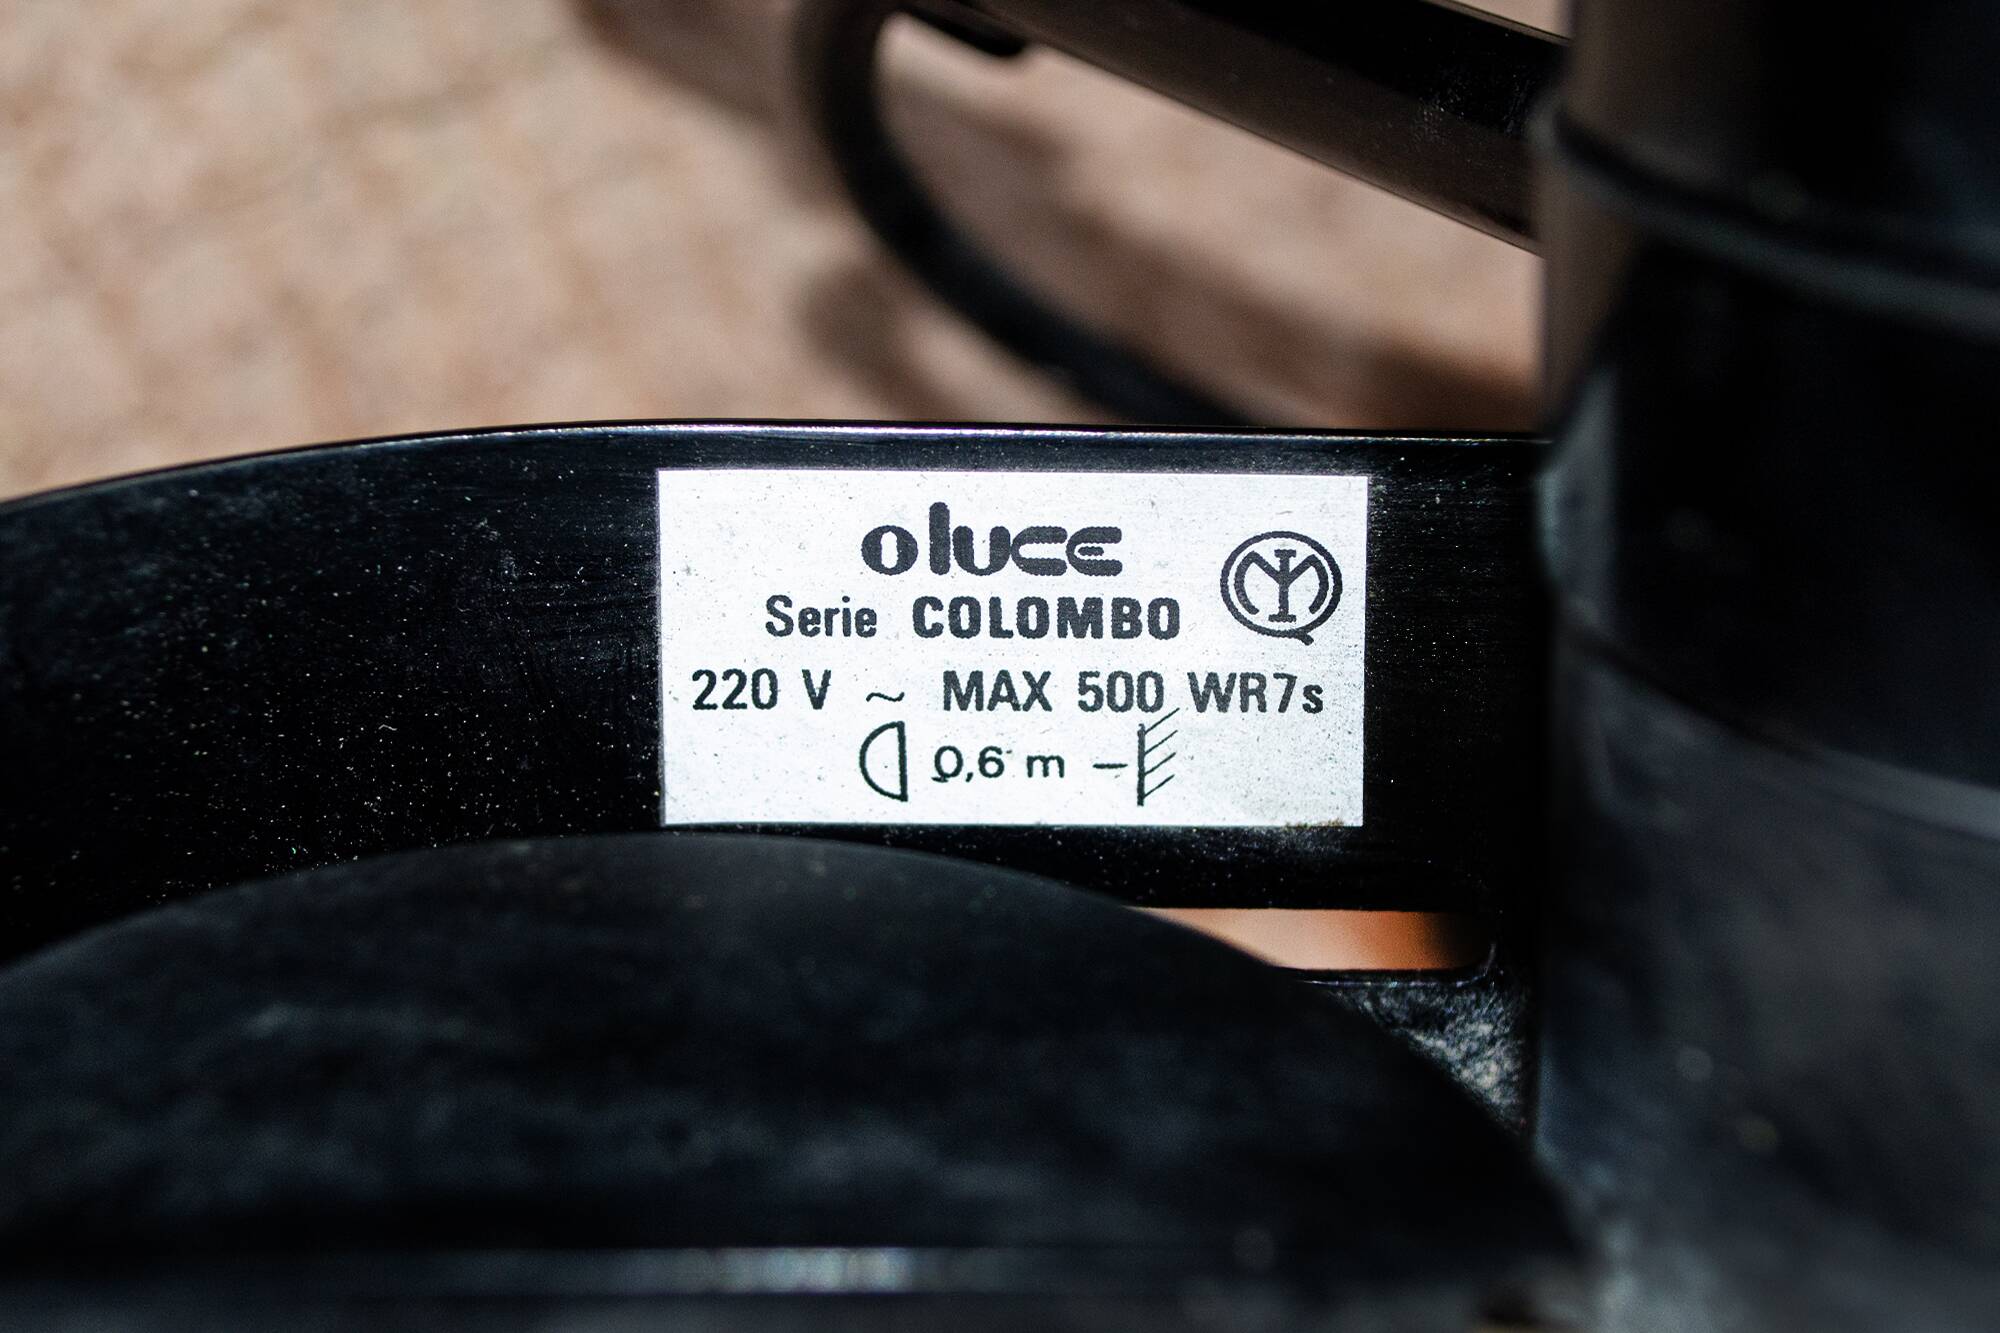 oluce
Serie COLOMBO
220 V ~ MAX 500 WR7s
0,6 m